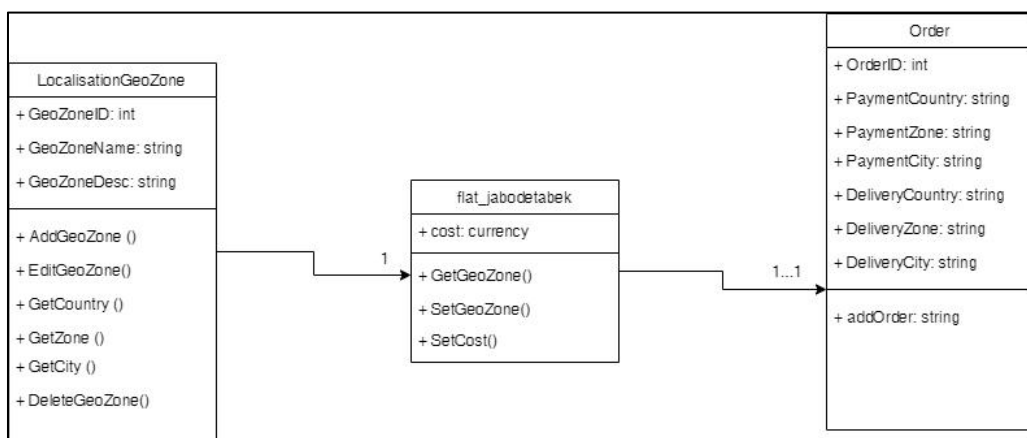 LocalisationGeoZone
+ GeoZoneID: int
+ GeoZoneName: string
+ GeoZoneDesc: string
+ AddGeoZone ()
+ EditGeoZone()
+ GetCountry ()
+ GetZone ()
+ GetCity ()
+ DeleteGeoZone()
1
flat_jabodetabek
+ cost: currency
+ GetGeoZone()
+ SetGeoZone()
+ SetCost()
1...1
Order
+ OrderID: int
+ PaymentCountry: string
+ PaymentZone: string
+ PaymentCity: string
+ DeliveryCountry: string
+ DeliveryZone: string
+ DeliveryCity: string
+ addOrder: string